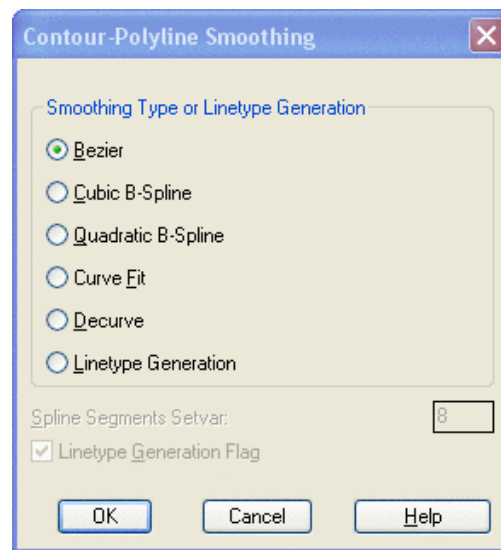 Contour-Polyline Smoothing
Smoothing Type or Linetype Generation
Bezier
Cubic B-Spline
Quadratic B-Spline
Curve Fit
Decurve
Linetype Generation
Spline Segments Setvar: 8
Linetype Generation Flag
OK Cancel Help